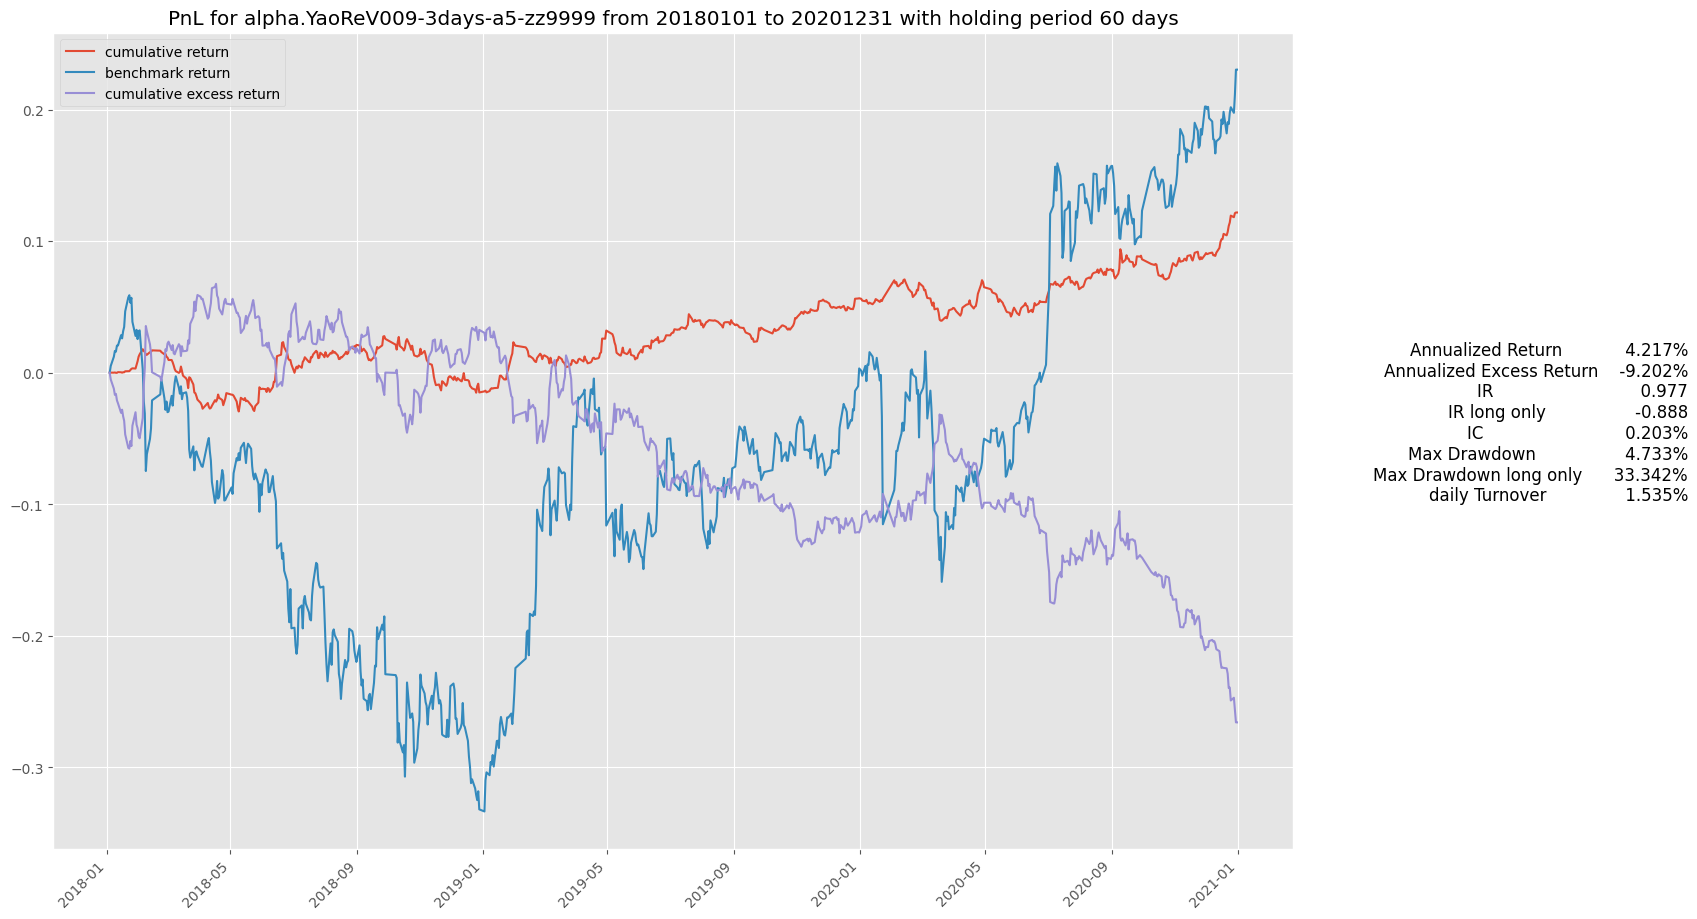 PnL for alpha.YaoReV009-3days-a5-zz9999 from 20180101 to 20201231 with holding period 60 days
cumulative return
benchmark return
cumulative excess return
0.2
0.1
0.0
−0.1
−0.2
−0.3
2018-01
2018-05
2018-09
2019-01
2019-05
2019-09
2020-01
2020-05
2020-09
2021-01
Annualized Return 4.217%
Annualized Excess Return -9.202%
IR 0.977
IR long only -0.888
IC 0.203%
Max Drawdown 4.733%
Max Drawdown long only 33.342%
daily Turnover 1.535%